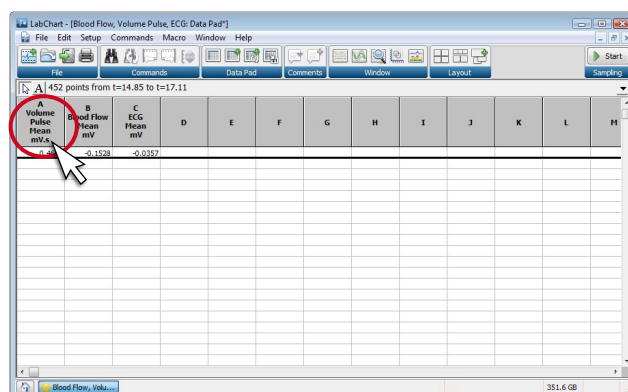 LabChart - [Blood Flow, Volume Pulse, ECG: Data Pad*]
File Edit Setup Commands Macro Window Help
Start
File Commands Data Pad Comments Window Layout Sampling
A 452 points from t=14.85 to t=17.11
A B C D E F G H I J K L M
Volume Pulse Mean mV.s
Blood Flow Mean mV
ECG Mean mV
-0.1528 -0.0357
Blood Flow, Volu...
351.6 GB